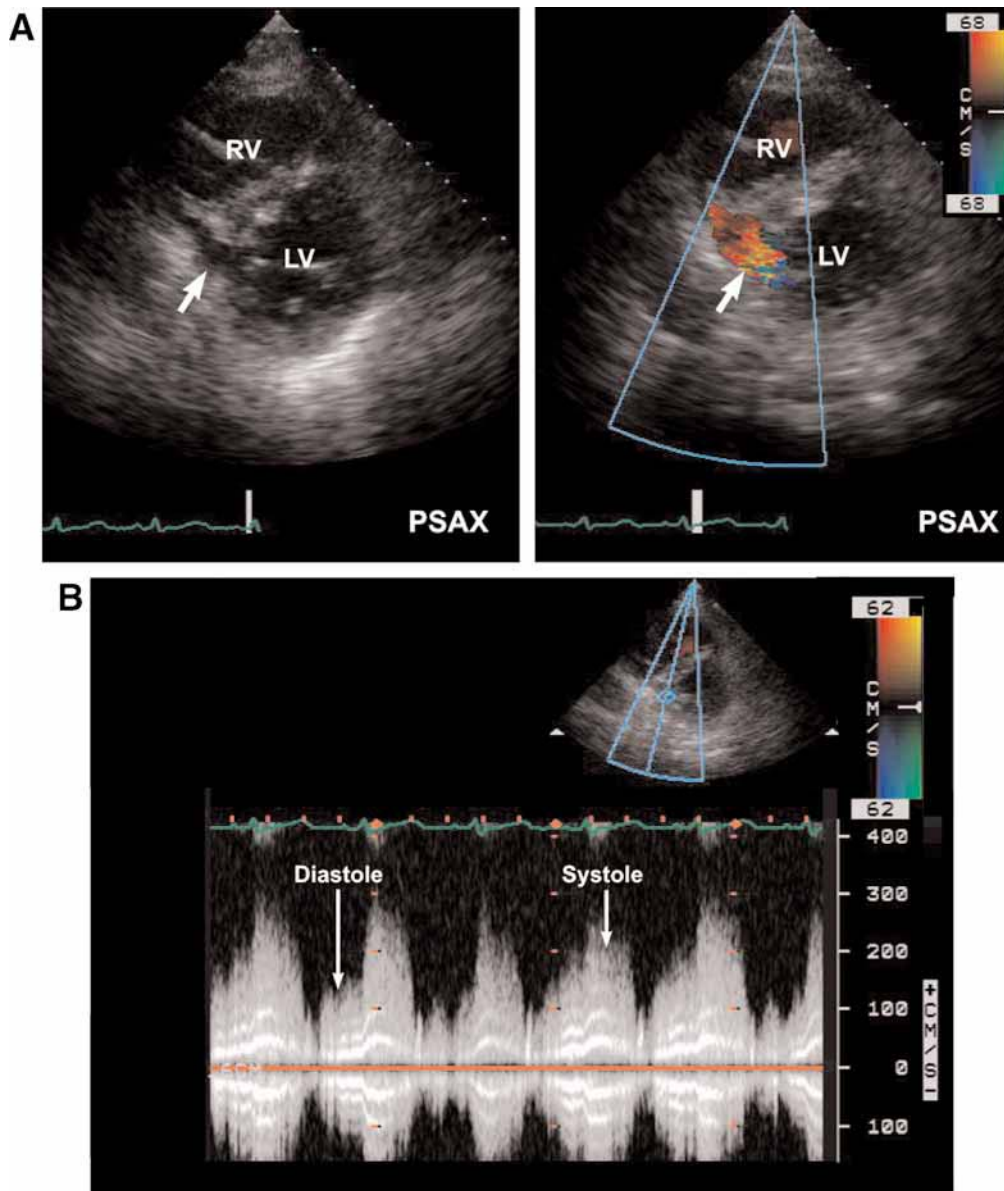 A
RV
LV
PSAX
68
CM/S
68
RV
LV
PSAX
B
62
CM/S
62
Diastole
Systole
400
300
200
100
0
100
+CM/S-